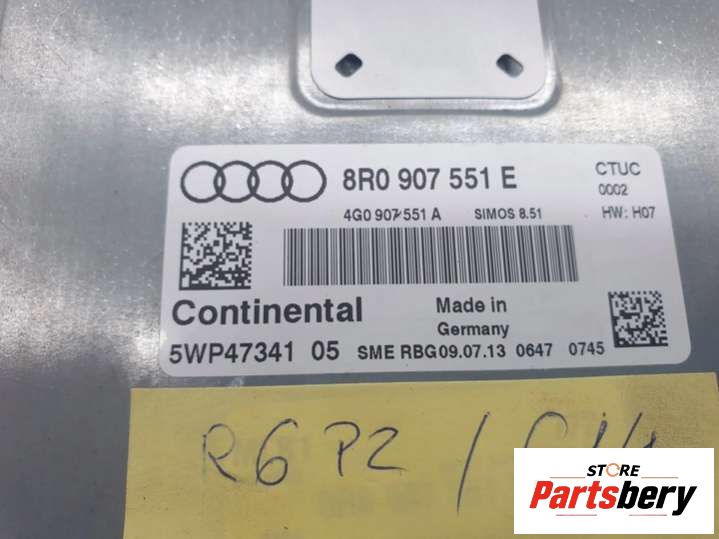 8R0 907 551 E
CTUC
0002
4G0 907 551 A SIMOS 8.51 HW: H07
Continental
Made in
Germany
5WP47341 05 SME RBG09.07.13 0647 0745
R6P2 /
STORE
Partsbery